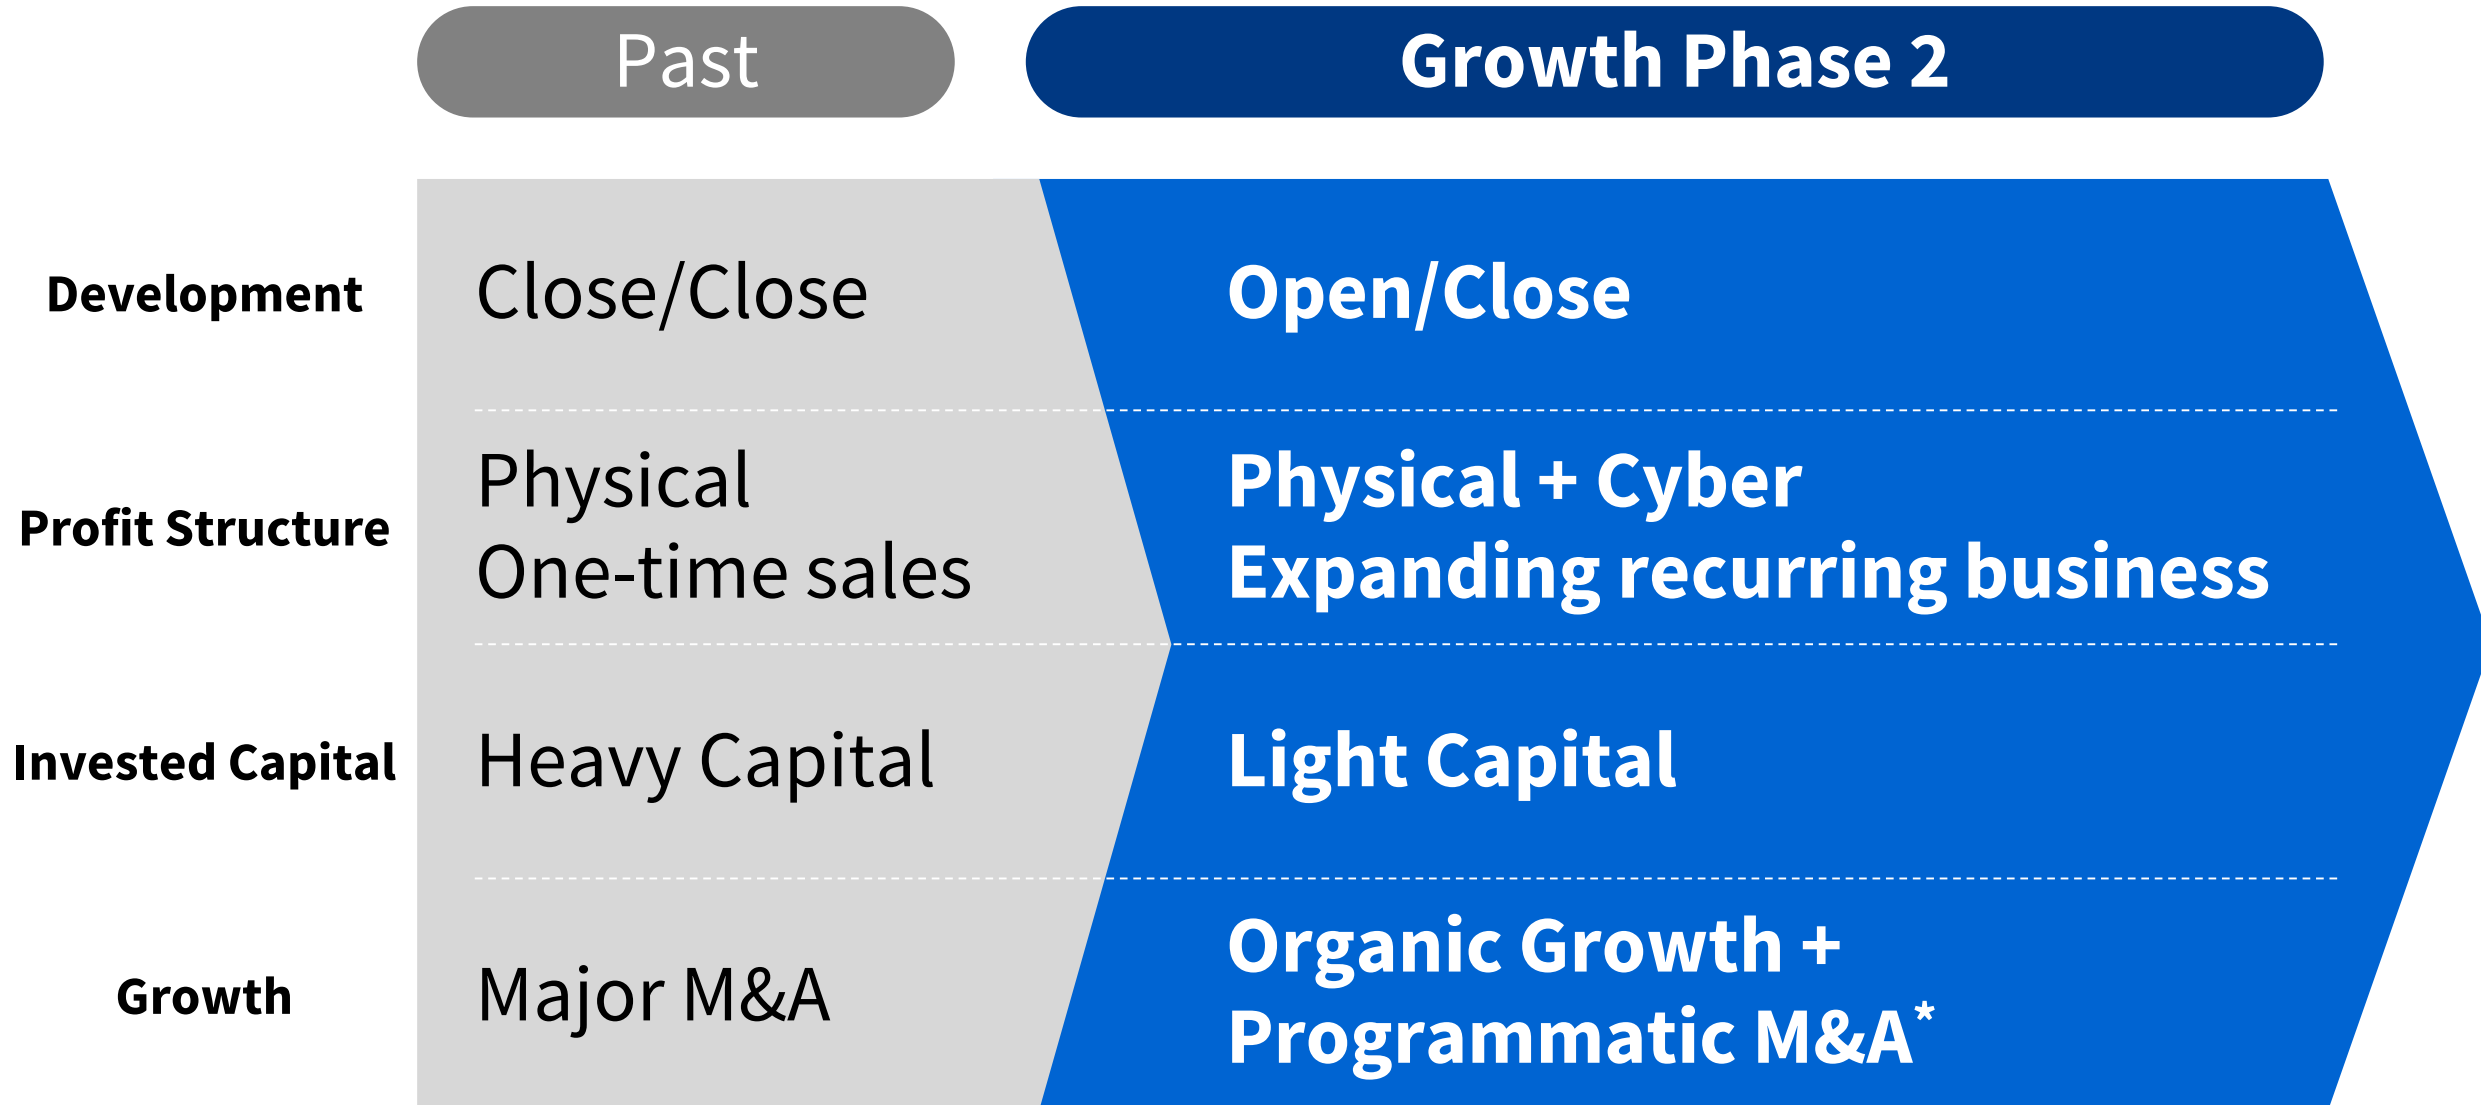 Past
Growth Phase 2
Development
Close/Close
Open/Close
Profit Structure
Physical
One-time sales
Physical + Cyber
Expanding recurring business
Invested Capital
Heavy Capital
Light Capital
Growth
Major M&A
Organic Growth +
Programmatic M&A*